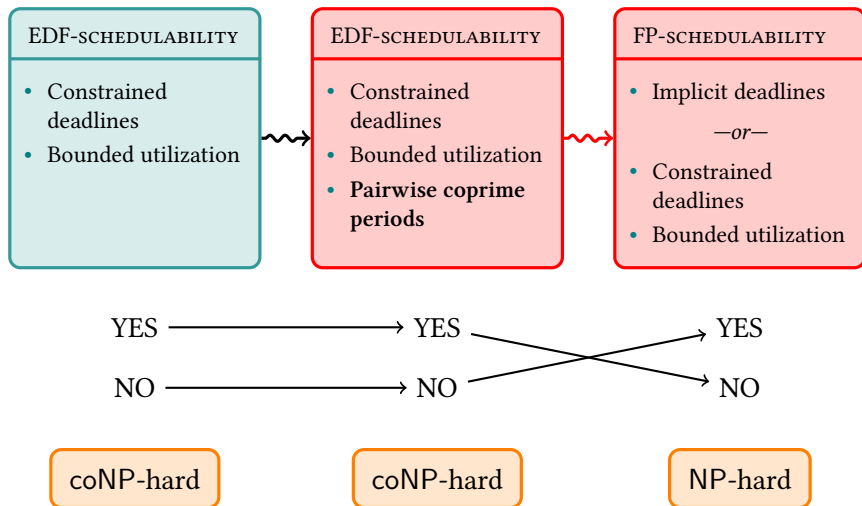 EDF-SCHEDULABILITY
• Constrained
deadlines
• Bounded utilization
EDF-SCHEDULABILITY
• Constrained
deadlines
• Bounded utilization
• Pairwise coprime
periods
FP-SCHEDULABILITY
• Implicit deadlines
—or—
• Constrained
deadlines
• Bounded utilization
YES
YES
YES
NO
NO
NO
coNP-hard
coNP-hard
NP-hard